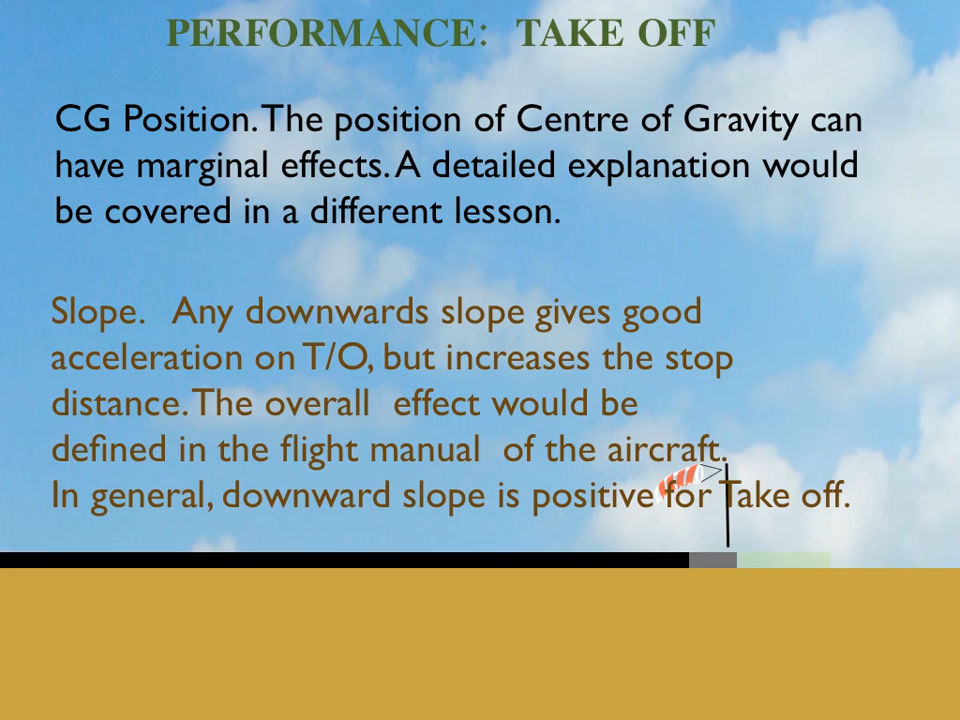 PERFORMANCE: TAKE OFF
CG Position. The position of Centre of Gravity can
have marginal effects. A detailed explanation would
be covered in a different lesson.
Slope. Any downwards slope gives good
acceleration on T/O, but increases the stop
distance. The overall effect would be
defined in the flight manual of the aircraft.
In general, downward slope is positive for Take off.